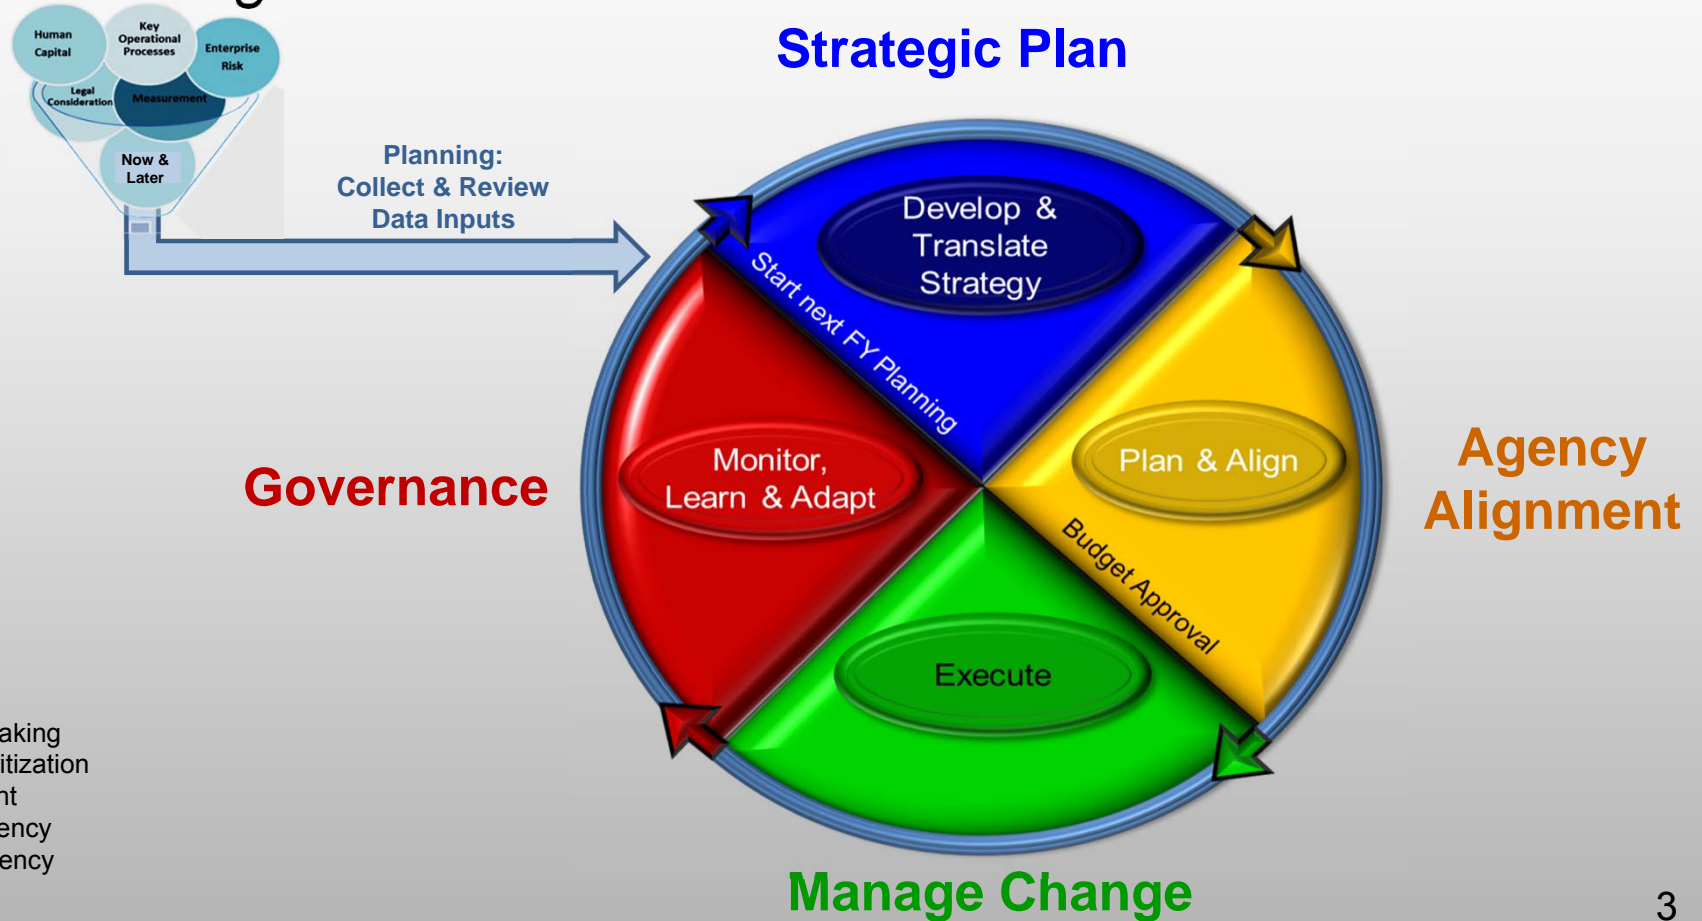 Human
Capital
Key
Operational
Processes
Enterprise
Risk
Legal
Consideration
Measurement
Now &
Later
Planning:
Collect & Review
Data Inputs
Strategic Plan
Develop &
Translate
Strategy
Start next FY Planning
Plan & Align
Budget Approval
Agency
Alignment
Governance
Monitor,
Learn & Adapt
Execute
Manage Change
aking
itization
nt
ency
ency
3